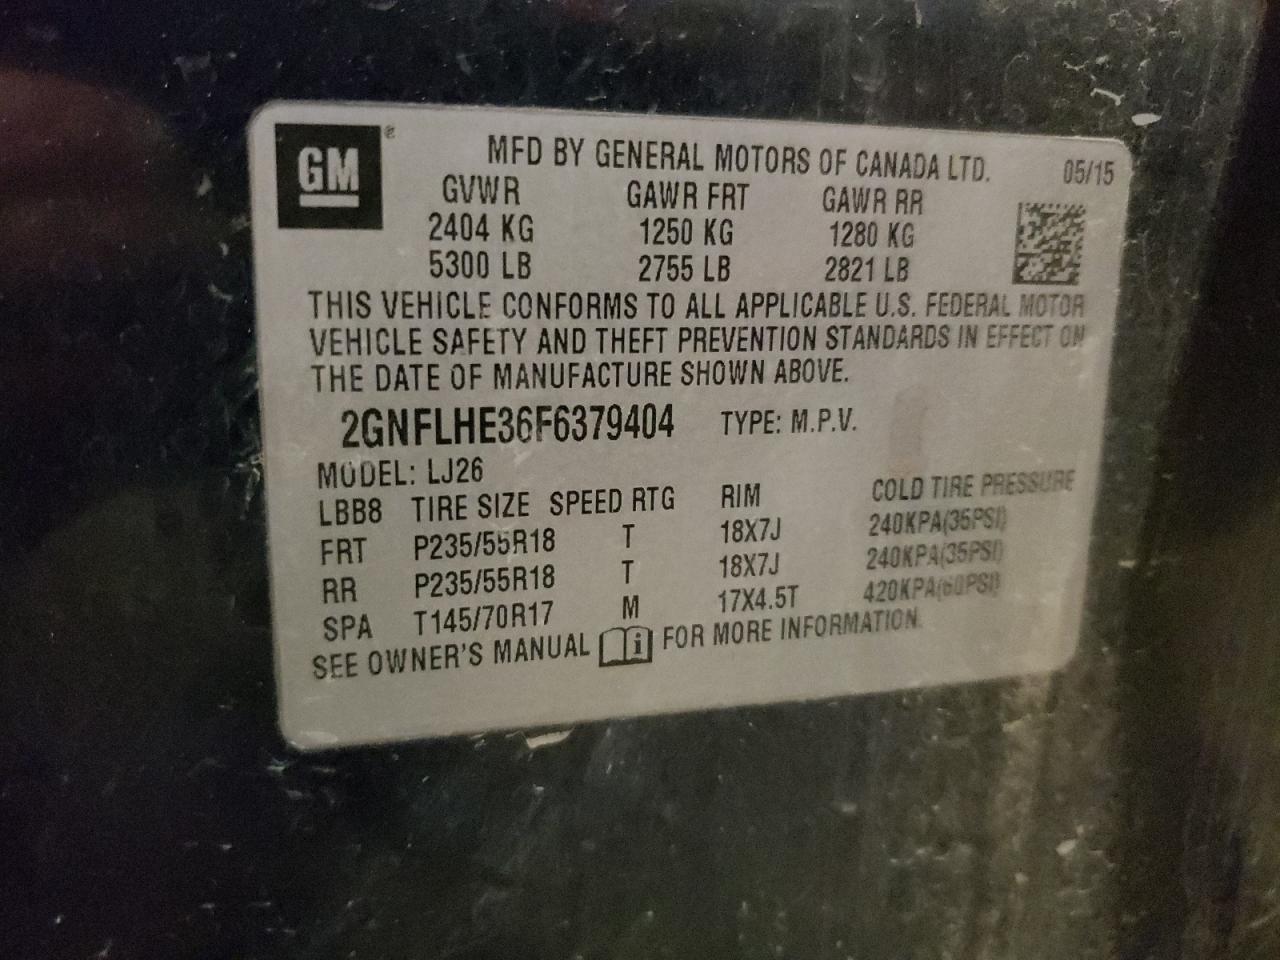 GM ® MFD BY GENERAL MOTORS OF CANADA LTD. 05/15
GVWR GAWR FRT GAWR RR
2404 KG 1250 KG 1280 KG
5300 LB 2755 LB 2821 LB
THIS VEHICLE CONFORMS TO ALL APPLICABLE U.S. FEDERAL MOTOR
VEHICLE SAFETY AND THEFT PREVENTION STANDARDS IN EFFECT ON
THE DATE OF MANUFACTURE SHOWN ABOVE.
2GNFLHE36F6379404 TYPE: M.P.V.
MODEL: LJ26
LBB8 TIRE SIZE SPEED RTG RIM COLD TIRE PRESSURE
FRT P235/55R18 T 18X7J 240KPA(35PSI)
RR P235/55R18 T 18X7J 240KPA(35PSI)
SPA T145/70R17 M 17X4.5T 420KPA(60PSI)
SEE OWNER'S MANUAL i FOR MORE INFORMATION.